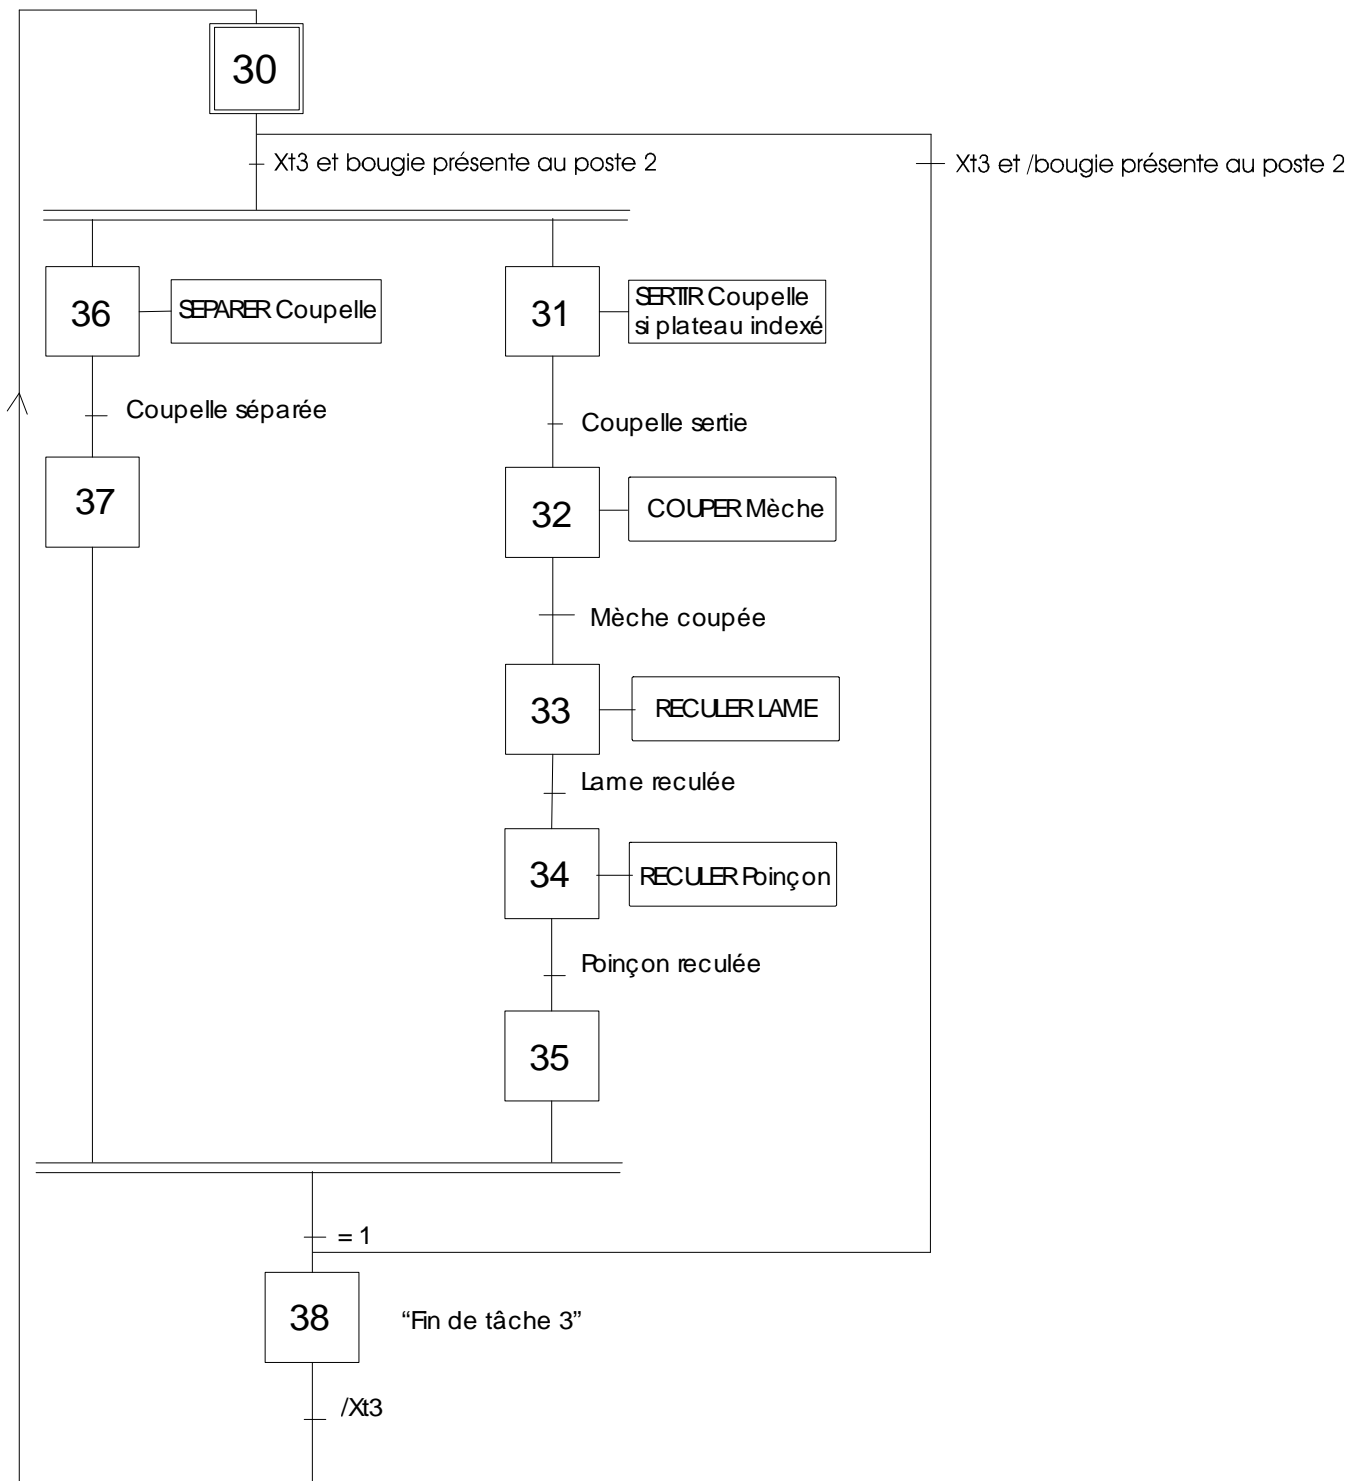 30
Xt3 et bougie présente au poste 2
Xt3 et /bougie présente au poste 2
36
SEPARER Coupelle
31
SERTIR Coupelle
si plateau indexé
Coupelle séparée
Coupelle sertie
37
32
COUPER Mèche
Mèche coupée
33
RECULER LAME
Lame reculée
34
RECULER Poinçon
Poinçon reculée
35
= 1
38
“Fin de tâche 3”
/Xt3